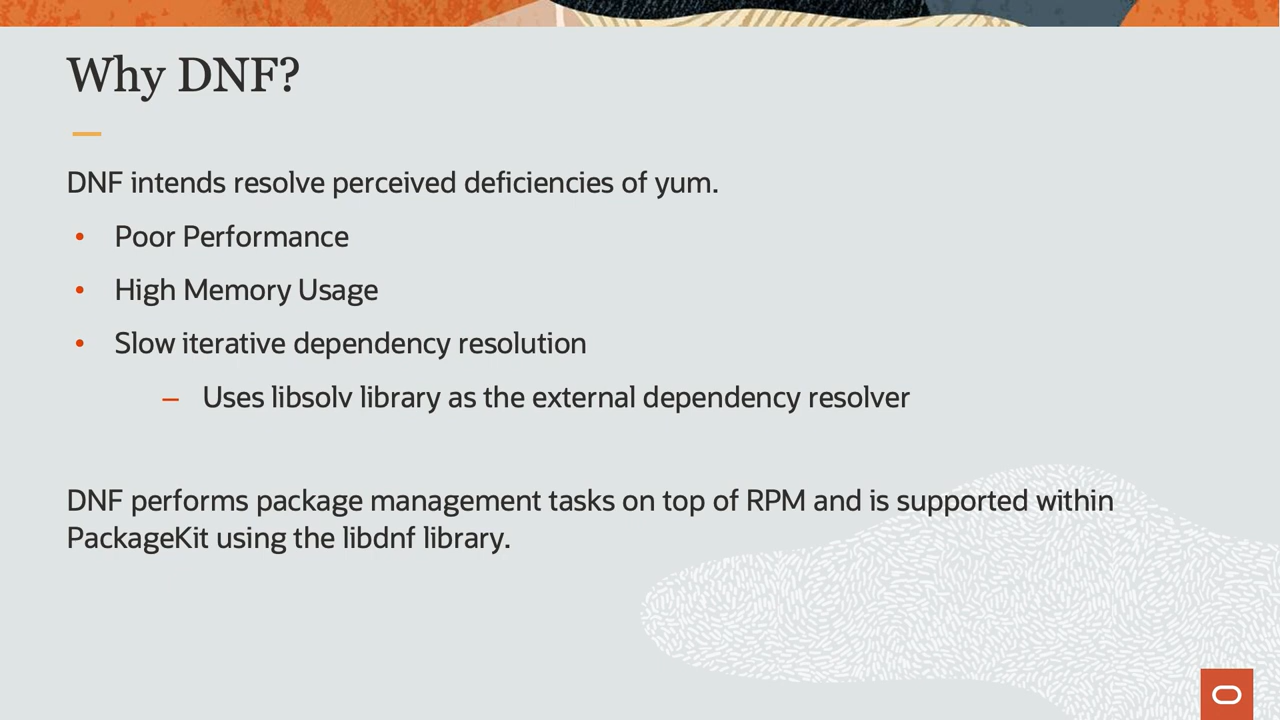 Why DNF?
DNF intends resolve perceived deficiencies of yum.
• Poor Performance
• High Memory Usage
• Slow iterative dependency resolution
– Uses libsolv library as the external dependency resolver
DNF performs package management tasks on top of RPM and is supported within
PackageKit using the libdnf library.